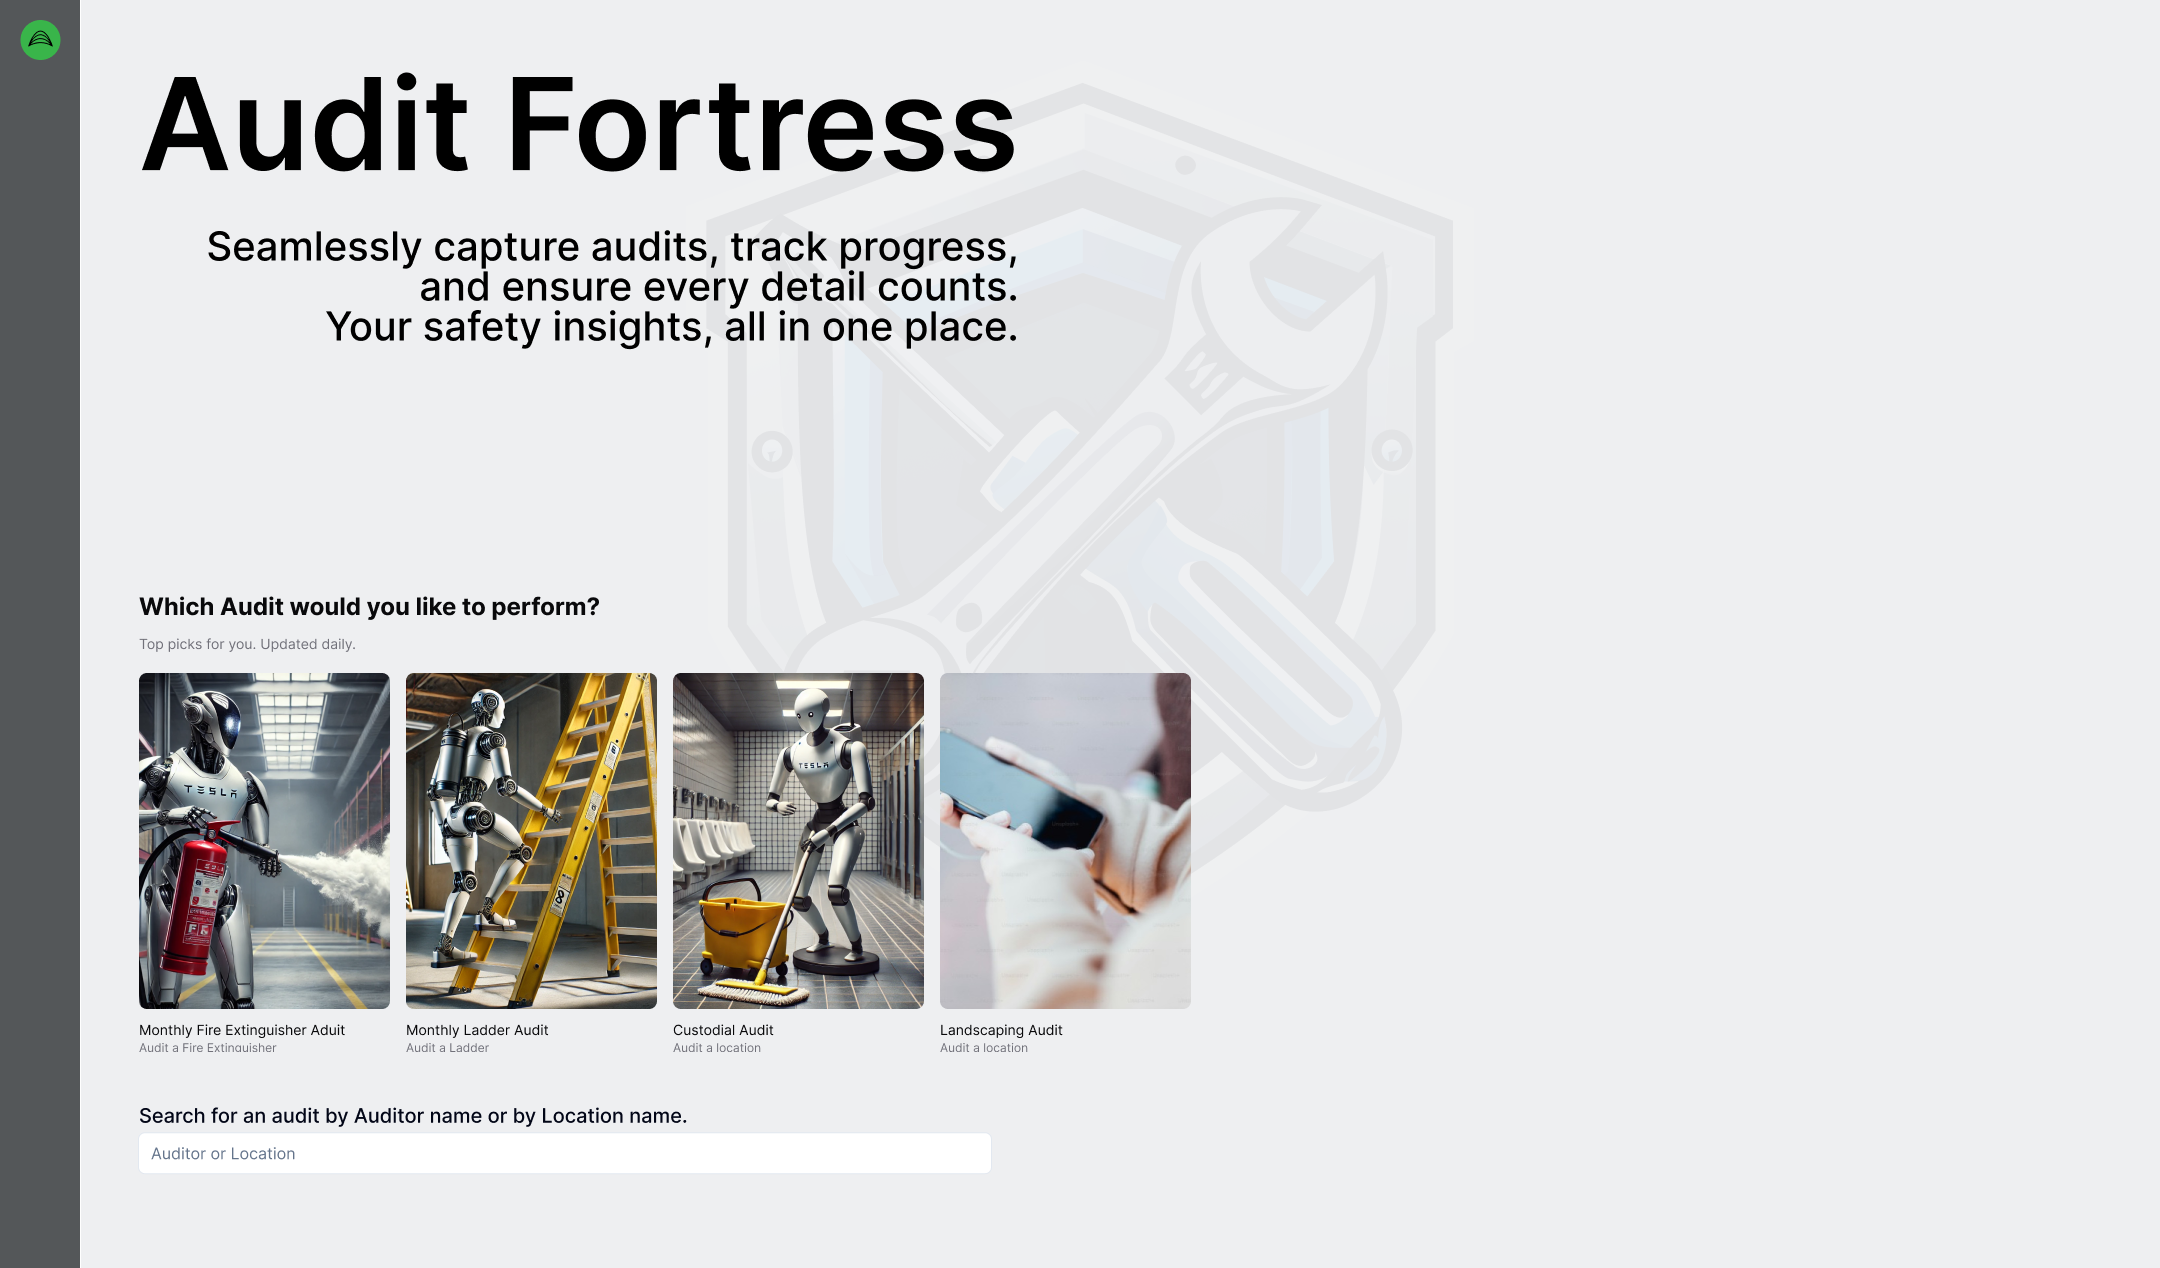 Audit Fortress
Seamlessly capture audits, track progress,
and ensure every detail counts.
Your safety insights, all in one place.
Which Audit would you like to perform?
Top picks for you. Updated daily.
TESLA
TESLA
Monthly Fire Extinguisher Aduit
Audit a Fire Extinguisher
Monthly Ladder Audit
Audit a Ladder
Custodial Audit
Audit a location
Landscaping Audit
Audit a location
Search for an audit by Auditor name or by Location name.
Auditor or Location